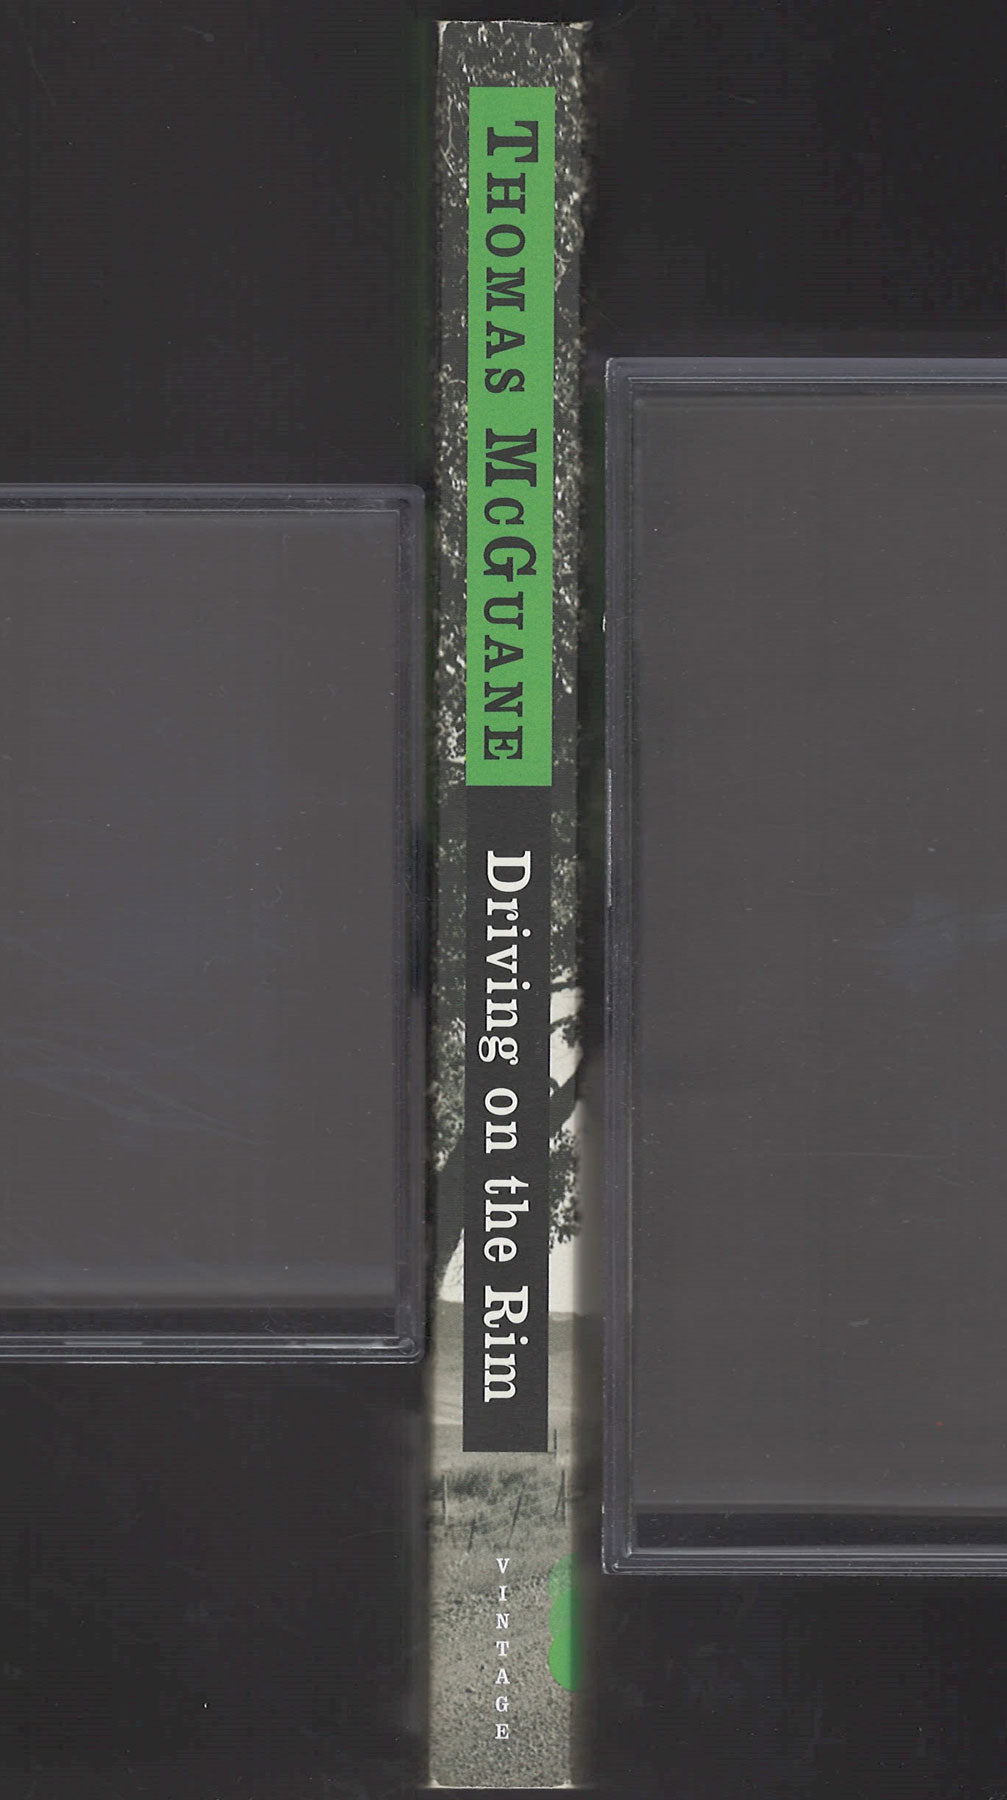 THOMAS MCGUANE
Driving on the Rim
VINTAGE